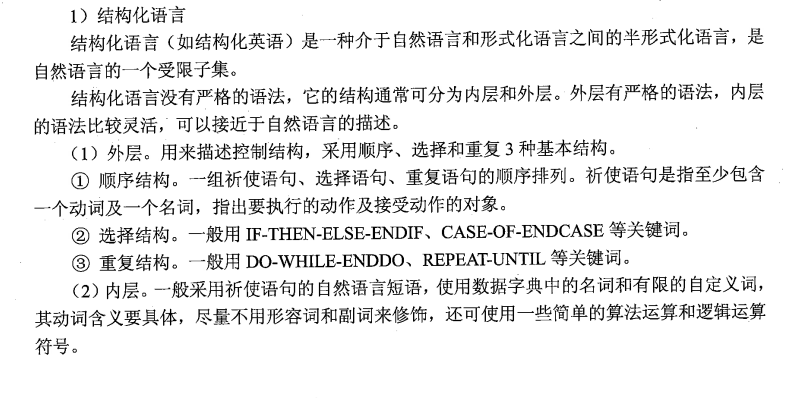 1）结构化语言
结构化语言（如结构化英语）是一种介于自然语言和形式化语言之间的半形式化语言，是
自然语言的一个受限子集。
结构化语言没有严格的语法，它的结构通常可分为内层和外层。外层有严格的语法，内层
的语法比较灵活，可以接近于自然语言的描述。
（1）外层。用来描述控制结构，采用顺序、选择和重复 3 种基本结构。
① 顺序结构。一组祈使语句、选择语句、重复语句的顺序排列。祈使语句是指至少包含
一个动词及一个名词，指出要执行的动作及接受动作的对象。
② 选择结构。一般用 IF-THEN-ELSE-ENDIF、CASE-OF-ENDCASE 等关键词。
③ 重复结构。一般用 DO-WHILE-ENDDO、REPEAT-UNTIL 等关键词。
（2）内层。一般采用祈使语句的自然语言短语，使用数据字典中的名词和有限的自定义词，
其动词含义要具体，尽量不用形容词和副词来修饰，还可使用一些简单的算法运算和逻辑运算
符号。